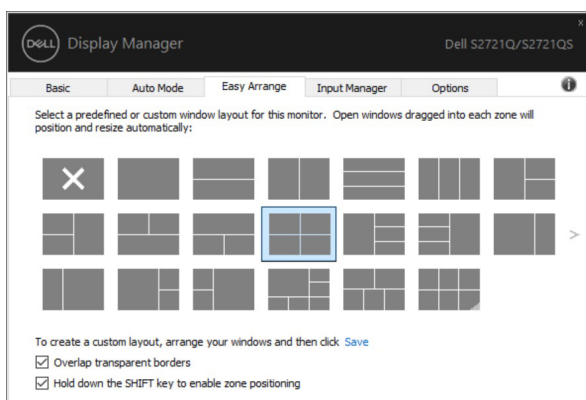 x
DELL Display Manager
Dell S2721Q/S2721QS
Basic Auto Mode Easy Arrange Input Manager Options
Select a predefined or custom window layout for this monitor. Open windows dragged into each zone will
position and resize automatically:
To create a custom layout, arrange your windows and then click Save
Overlap transparent borders
Hold down the SHIFT key to enable zone positioning